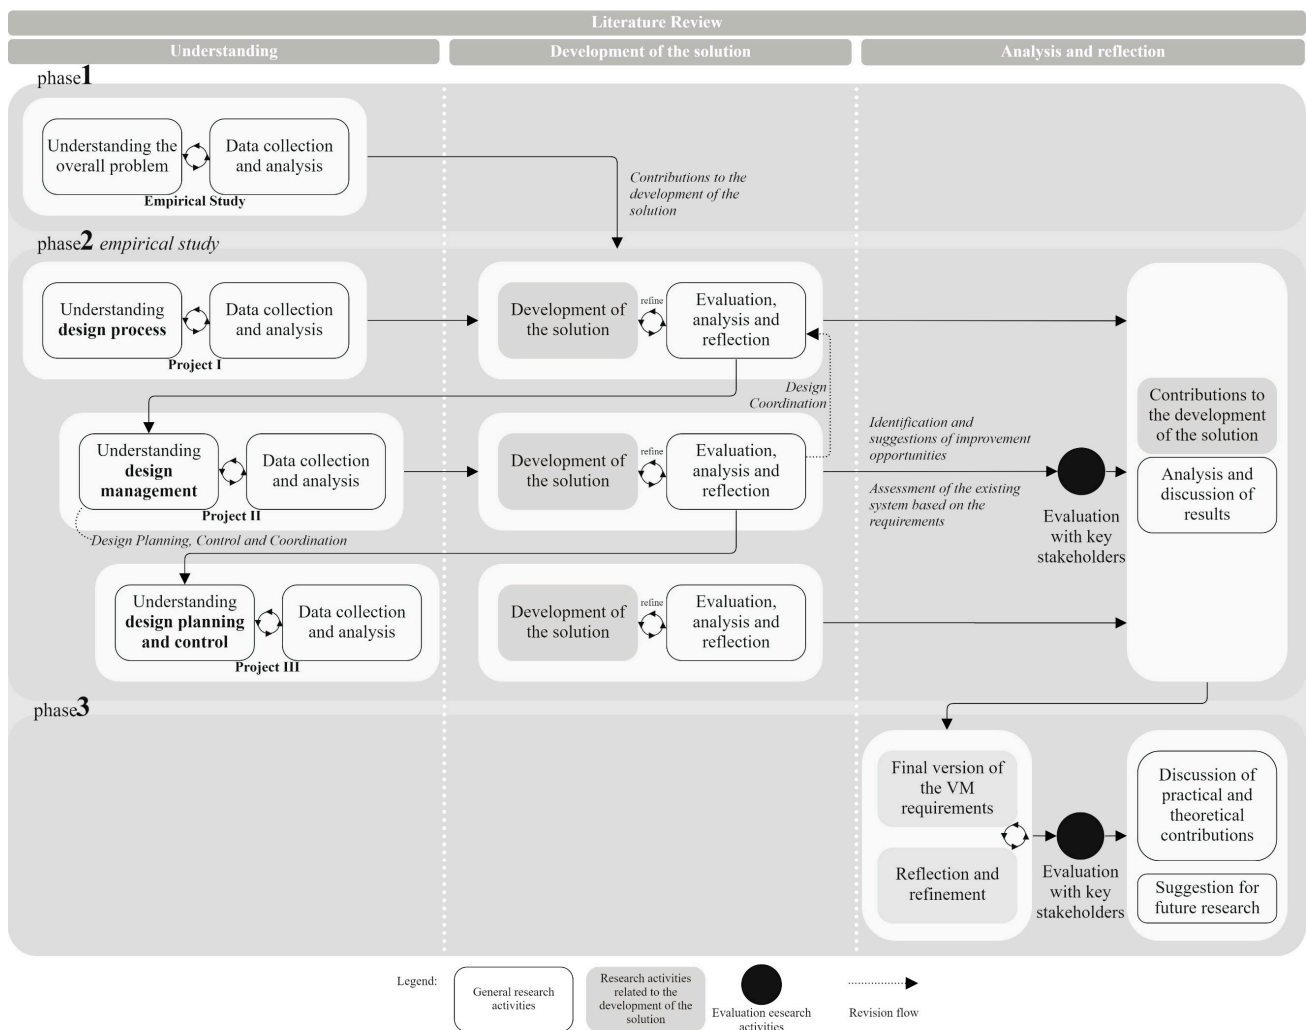 Literature Review
Understanding
Development of the solution
Analysis and reflection
phase1
Understanding the
overall problem
Data collection
and analysis
Empirical Study
Contributions to the
development of the
solution
phase2 empirical study
Understanding
design process
Data collection
and analysis
Project I
Development of
the solution
refine
Evaluation,
analysis and
reflection
Design
Coordination
Understanding
design
management
Data collection
and analysis
Project II
Design Planning, Control and Coordination
Development of
the solution
refine
Evaluation,
analysis and
reflection
Identification and
suggestions of improvement
opportunities
Assessment of the existing
system based on the
requirements
Evaluation
with key
stakeholders
Contributions to
the development
of the solution
Analysis and
discussion of
results
Understanding
design planning
and control
Data collection
and analysis
Project III
Development of
the solution
refine
Evaluation,
analysis and
reflection
phase3
Final version of
the VM
requirements
Reflection and
refinement
Evaluation
with key
stakeholders
Discussion of
practical and
theoretical
contributions
Suggestion for
future research
Legend:
General research
activities
Research activities
related to the
development of the
solution
Evaluation eesearch
activities
Revision flow